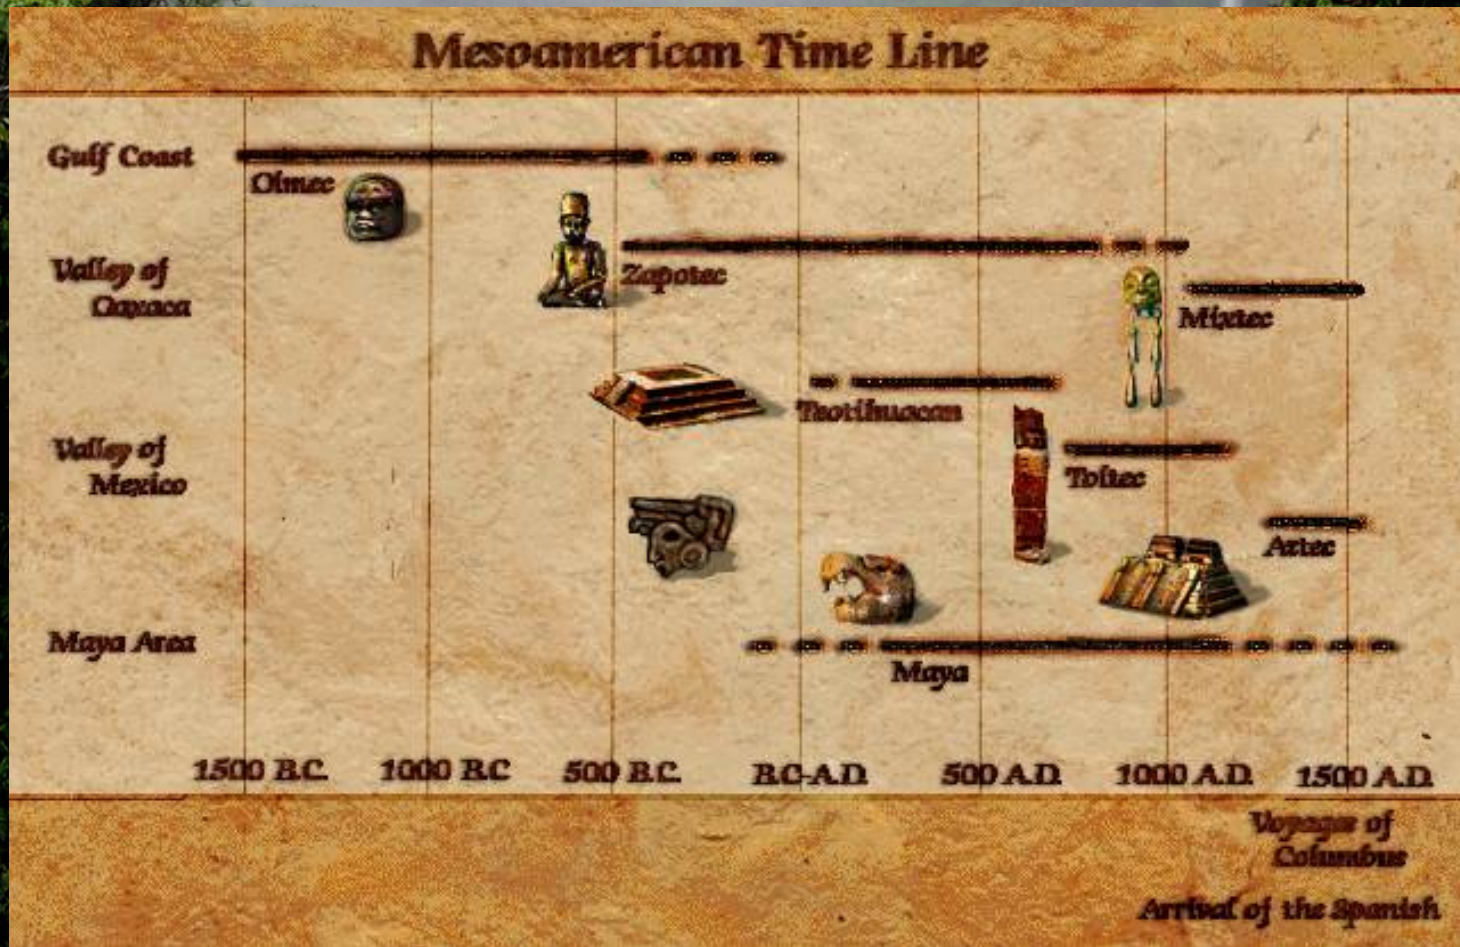 Mesoamerican Time Line
Gulf Coast
Olmec
Valley of
Oaxaca
Zapotec
Mixtec
Teotihuacan
Valley of
Mexico
Toltec
Aztec
Maya Area
Maya
1500 B.C.
1000 B.C
500 B.C.
B.C-A.D.
500 A.D.
1000 A.D.
1500 A.D.
Voyages of
Columbus
Arrival of the Spanish